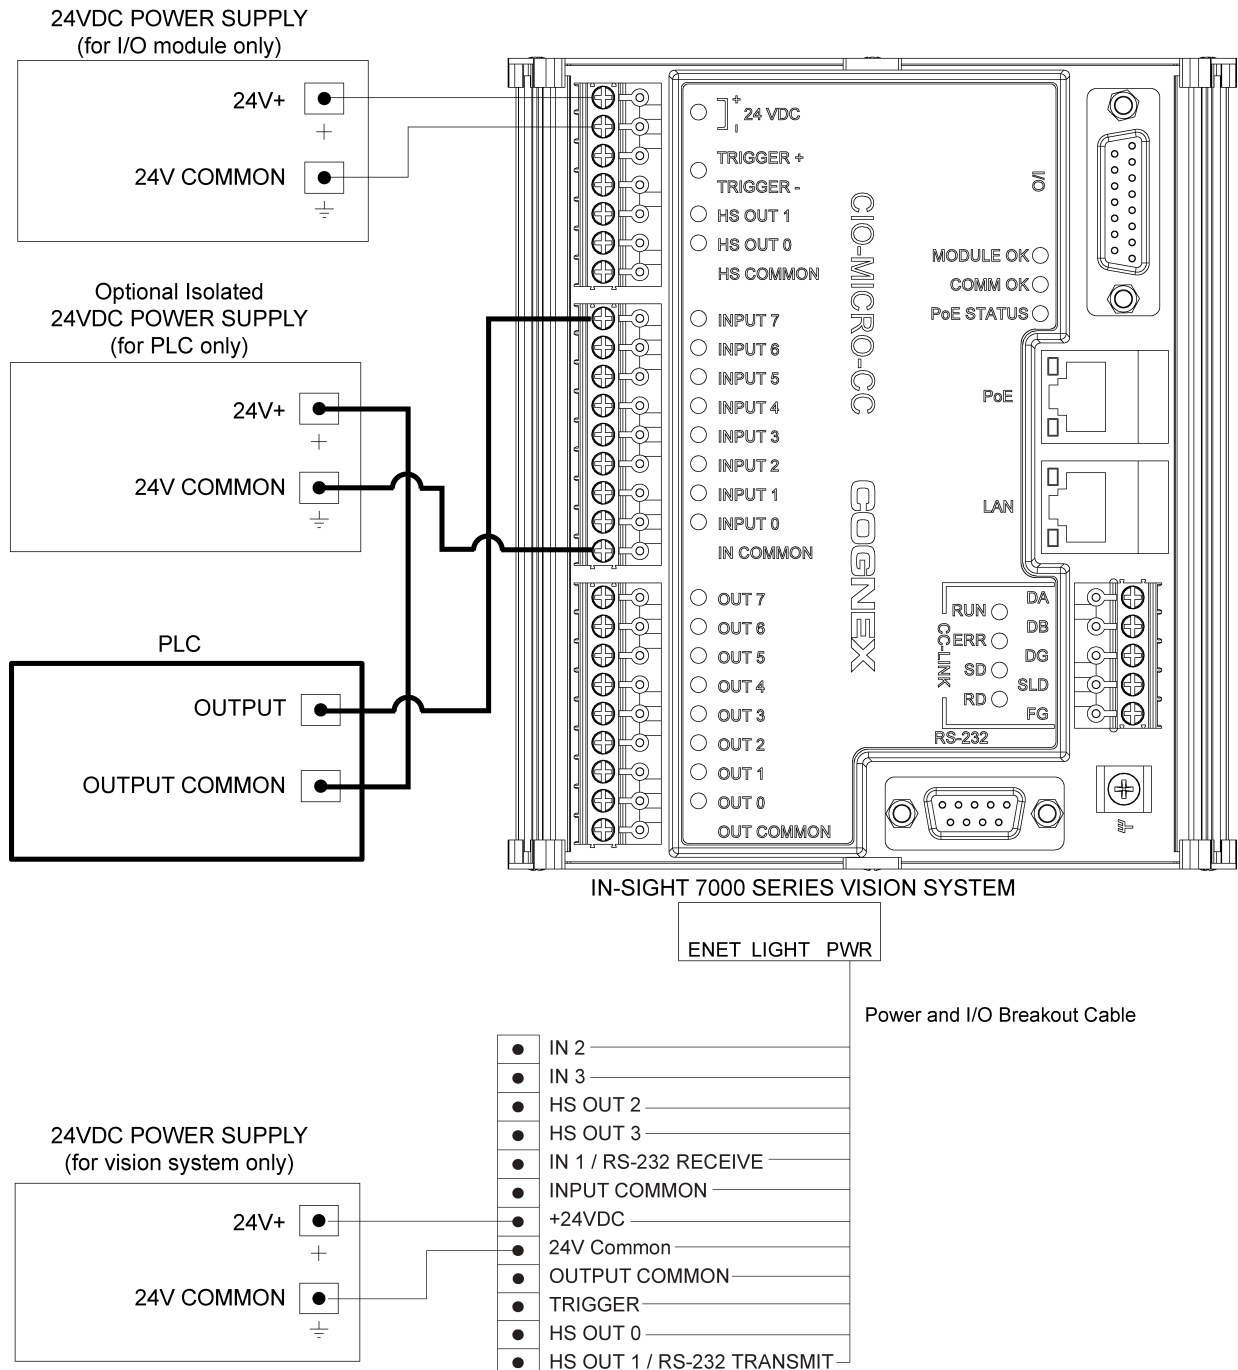 24VDC POWER SUPPLY
(for I/O module only)
24V+
+
24V COMMON
Optional Isolated
24VDC POWER SUPPLY
(for PLC only)
24V+
+
24V COMMON
PLC
OUTPUT
OUTPUT COMMON
+
24 VDC
-
TRIGGER +
TRIGGER -
HS OUT 1
HS OUT 0
HS COMMON
INPUT 7
INPUT 6
INPUT 5
INPUT 4
INPUT 3
INPUT 2
INPUT 1
INPUT 0
IN COMMON
OUT 7
OUT 6
OUT 5
OUT 4
OUT 3
OUT 2
OUT 1
OUT 0
OUT COMMON
CIO-MICRO-CC
COGNEX
I/O
MODULE OK
COMM OK
PoE STATUS
PoE
LAN
CC-LINK
RUN
ERR
SD
RD
DA
DB
DG
SLD
FG
RS-232
IN-SIGHT 7000 SERIES VISION SYSTEM
ENET LIGHT PWR
Power and I/O Breakout Cable
IN 2
IN 3
HS OUT 2
HS OUT 3
IN 1 / RS-232 RECEIVE
INPUT COMMON
+24VDC
24V Common
OUTPUT COMMON
TRIGGER
HS OUT 0
HS OUT 1 / RS-232 TRANSMIT
24VDC POWER SUPPLY
(for vision system only)
24V+
+
24V COMMON